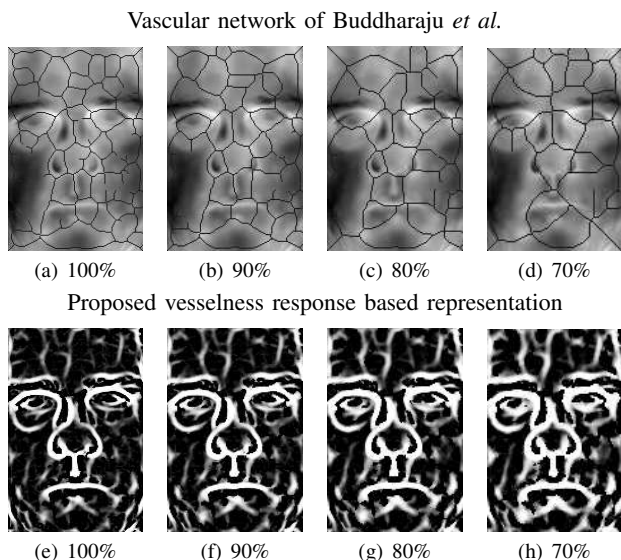 Vascular network of Buddharaju et al.
(a) 100% (b) 90% (c) 80% (d) 70%
Proposed vesselness response based representation
(e) 100% (f) 90% (g) 80% (h) 70%